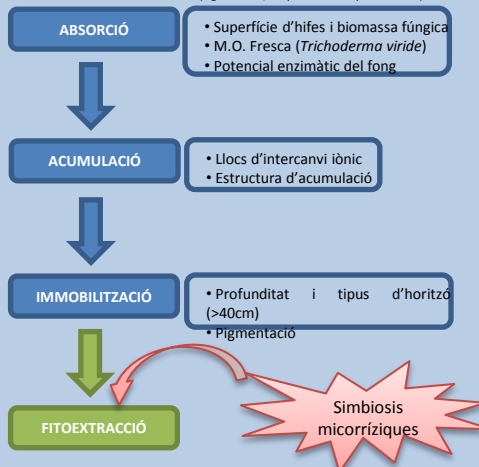 ABSORCIÓ
• Superfície d’hifes i biomassa fúngica
• M.O. Fresca (Trichoderma viride)
• Potencial enzimàtic del fong
ACUMULACIÓ
• Llocs d’intercanvi iònic
• Estructura d’acumulació
IMMOBILITZACIÓ
• Profunditat i tipus d’horitzó
(>40cm)
• Pigmentació
Simbiosis
micorríziques
FITOEXTRACCIÓ